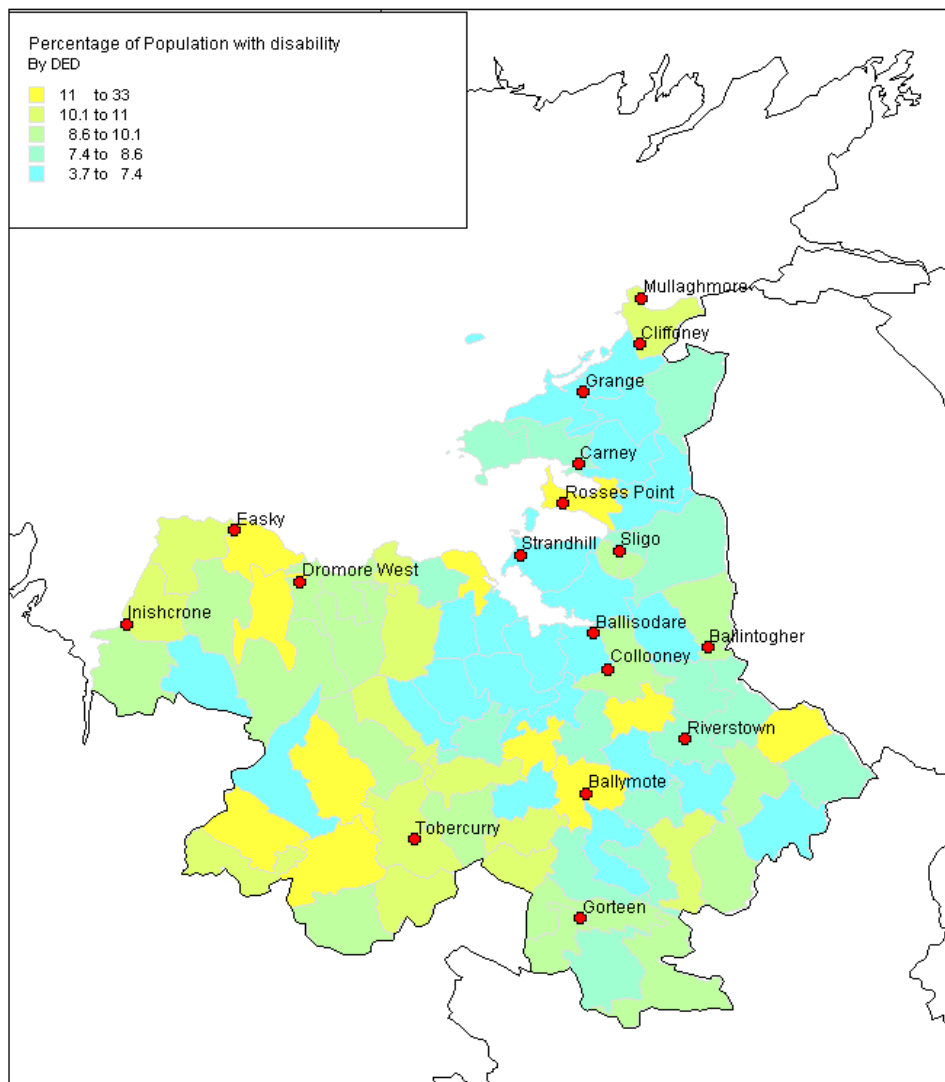 Percentage of Population with disability
By DED
11 to 33
10.1 to 11
8.6 to 10.1
7.4 to 8.6
3.7 to 7.4
Mullaghmore
Cliffoney
Grange
Carney
Rosses Point
Easky
Strandhill
Sligo
Dromore West
Inishcrone
Ballisodare
Ballintogher
Collooney
Riverstown
Ballymote
Tobercurry
Gorteen